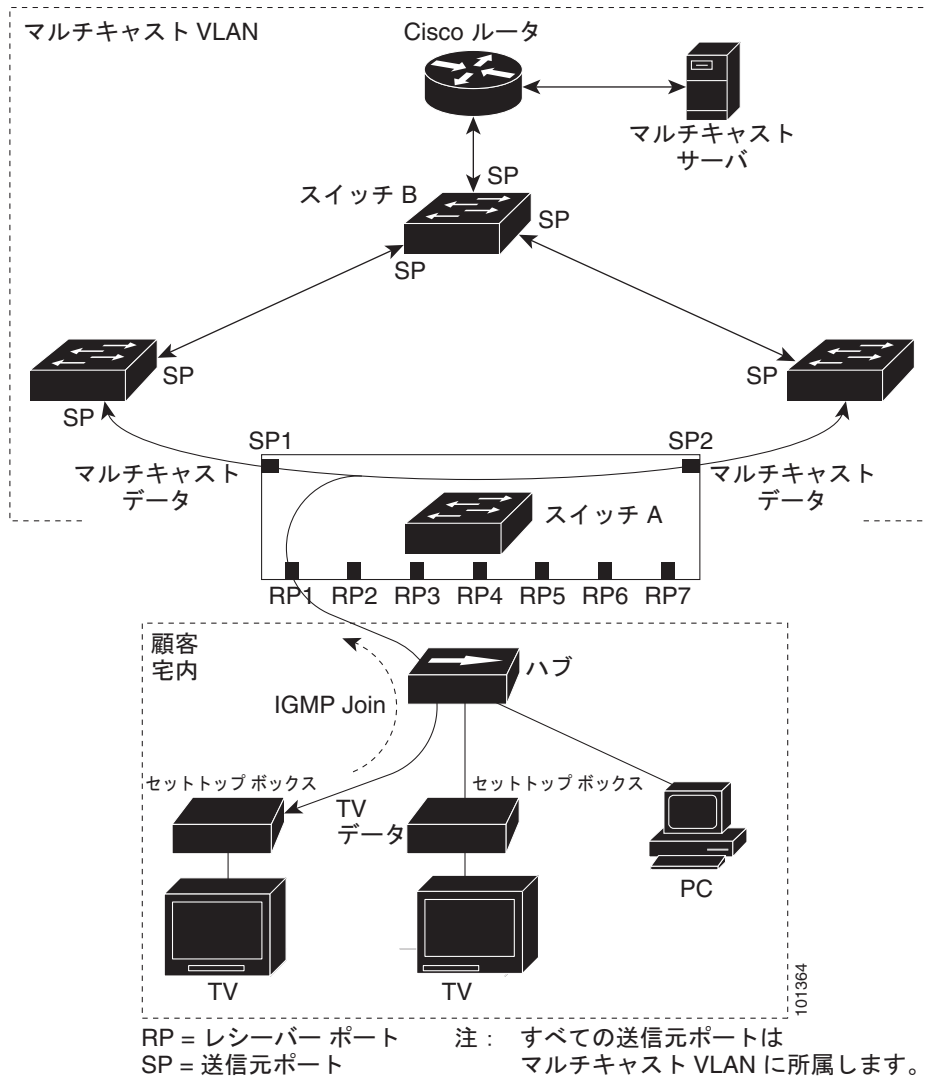 マルチキャスト VLAN
Cisco ルータ
マルチキャスト
サーバ
SP
スイッチ B
SP
SP
SP
SP
SP
SP1
SP2
マルチキャスト
データ
マルチキャスト
データ
スイッチ A
RP1 RP2 RP3 RP4 RP5 RP6 RP7
顧客
宅内
ハブ
IGMP Join
セットトップ ボックス
セットトップ ボックス
TV
データ
PC
TV
TV
101364
RP = レシーバー ポート
SP = 送信元ポート
注： すべての送信元ポートは
マルチキャスト VLAN に所属します。